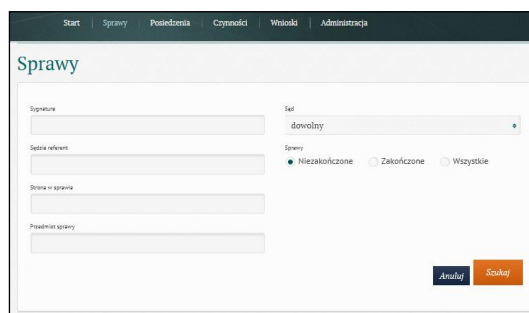 Start Sprawy Posiedzenia Czynności Wnioski Administracja
Sprawy
Sygnatura
Sąd
dowolny
Sędzia referent
Sprawy
Niezakończone Zakończone Wszystkie
Strona w sprawie
Przedmiot sprawy
Anuluj Szukaj